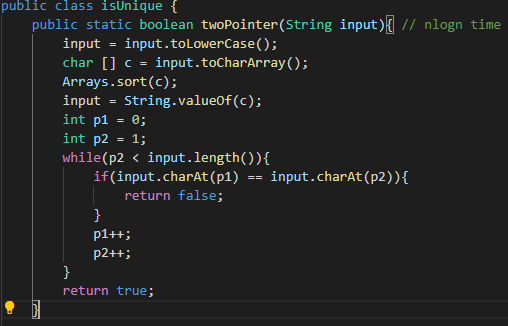 public class isUnique {
    public static boolean twoPointer(String input){ // nlogn time
        input = input.toLowerCase();
        char [] c = input.toCharArray();
        Arrays.sort(c);
        input = String.valueOf(c);
        int p1 = 0;
        int p2 = 1;
        while(p2 < input.length()){
            if(input.charAt(p1) == input.charAt(p2)){
                return false;
            }
            p1++;
            p2++;
        }
        return true;
    }